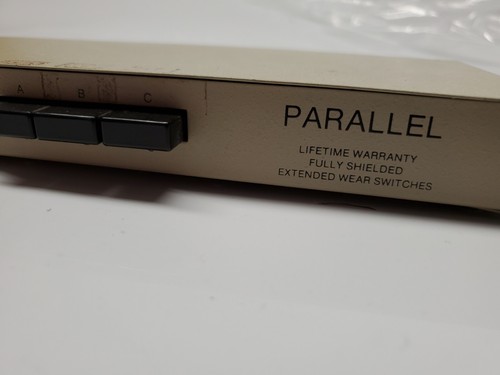 A B C
PARALLEL
LIFETIME WARRANTY
FULLY SHIELDED
EXTENDED WEAR SWITCHES